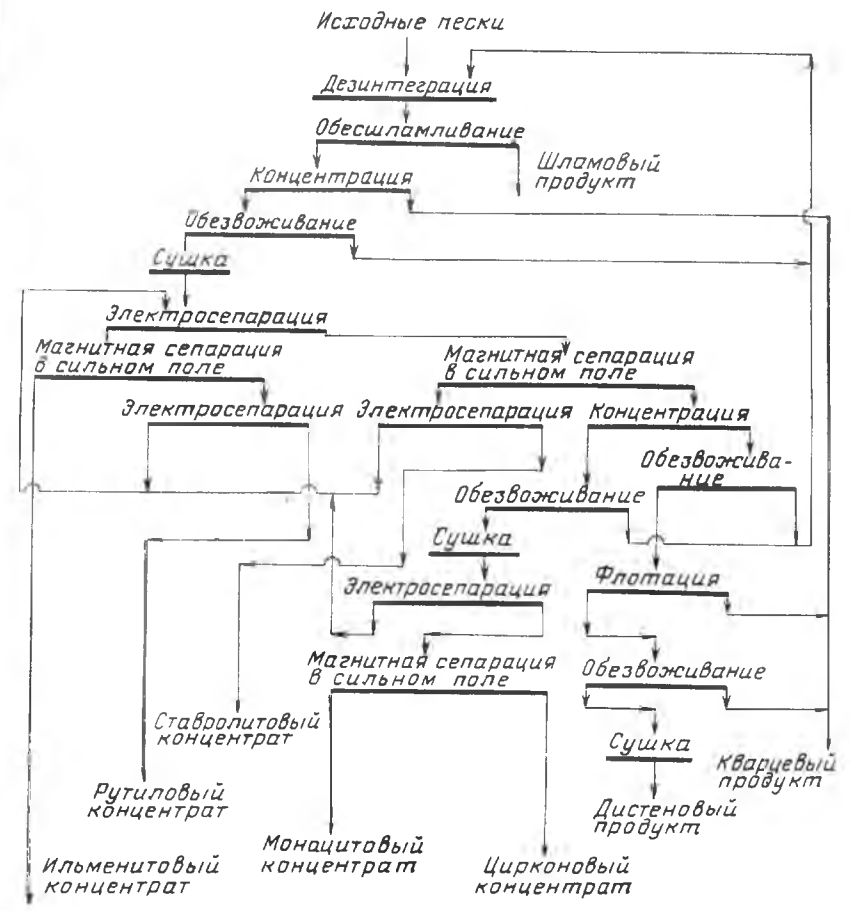 Исходные пески
Дезинтеграция
Обесшламливание
Шламовый
продукт
Концентрация
Обезвоживание
Сушка
Электросепарация
Магнитная сепарация
в сильном поле
Магнитная сепарация
в сильном поле
Электросепарация
Электросепарация
Концентрация
Обезвожива-
ние
Обезвоживание
Сушка
Флотация
Электросепарация
Магнитная сепарация
в сильном поле
Обезвоживание
Ставролитовый
концентрат
Сушка
Кварцевый
продукт
Рутиловый
концентрат
Дистеновый
продукт
Монацитовый
концентрат
Ильменитовый
концентрат
Цирконовый
концентрат